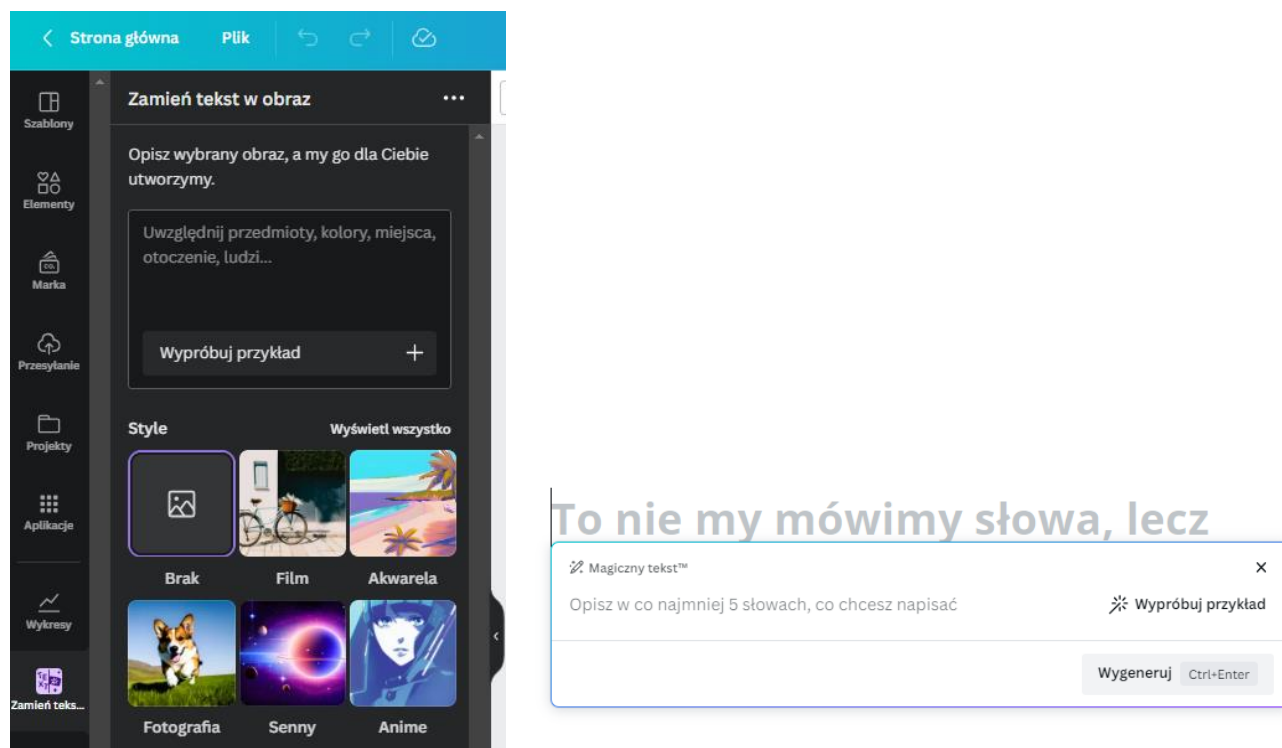 Strona główna Plik
Szablony
Elementy
CO.
Marka
Przesyłanie
Projekty
Aplikacje
Wykresy
Zamień teks...
Zamień tekst w obraz
Opisz wybrany obraz, a my go dla Ciebie
utworzymy.
Uwzględnij przedmioty, kolory, miejsca,
otoczenie, ludzi...
Wypróbuj przykład
Style Wyświetl wszystko
Brak Film Akwarela
Fotografia Senny Anime
To nie my mówimy słowa, lecz
Magiczny tekst™
Opisz w co najmniej 5 słowach, co chcesz napisać Wypróbuj przykład
Wygeneruj Ctrl+Enter